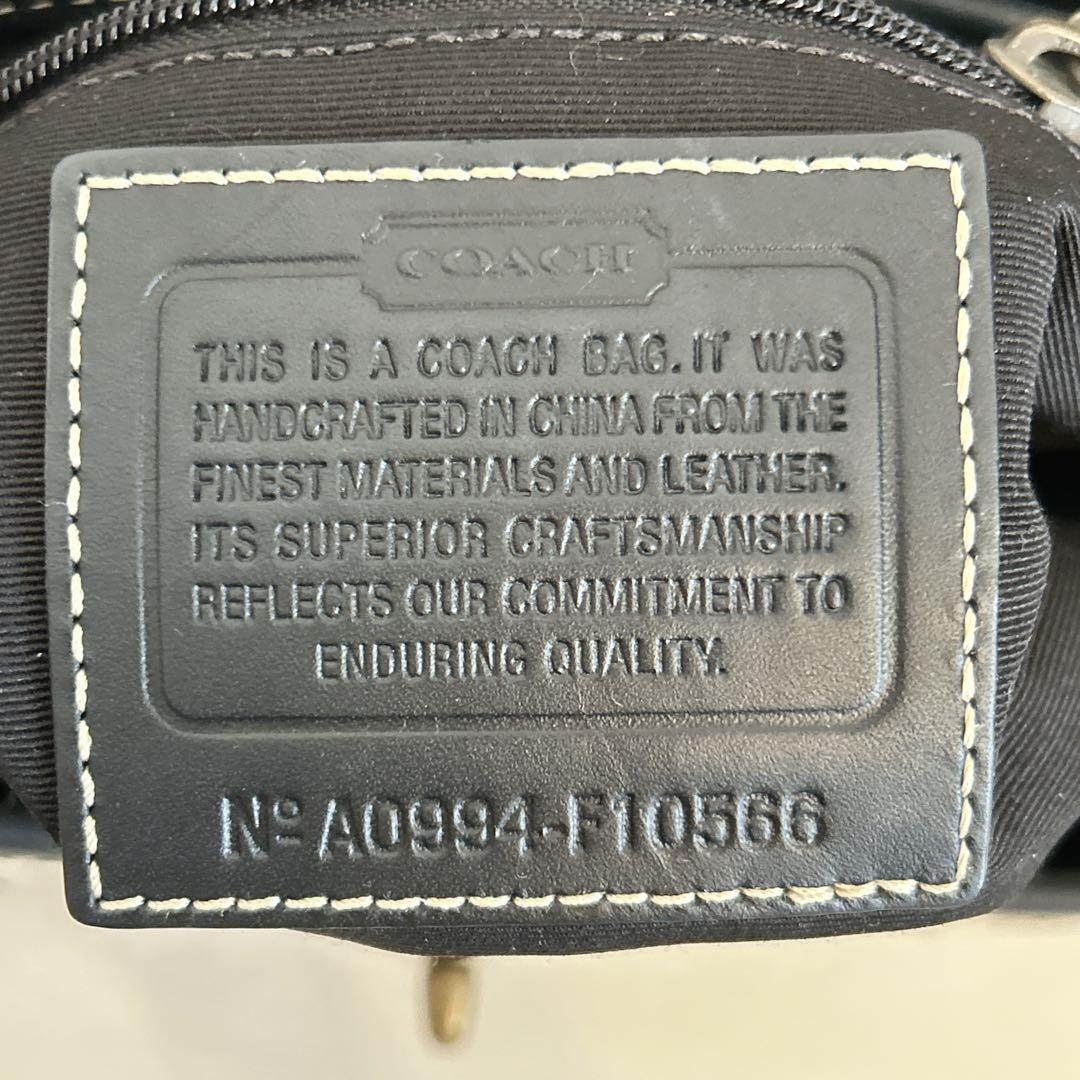 COACH
THIS IS A COACH BAG. IT WAS
HANDCRAFTED IN CHINA FROM THE
FINEST MATERIALS AND LEATHER.
ITS SUPERIOR CRAFTSMANSHIP
REFLECTS OUR COMMITMENT TO
ENDURING QUALITY.
Nº A0994-F10566